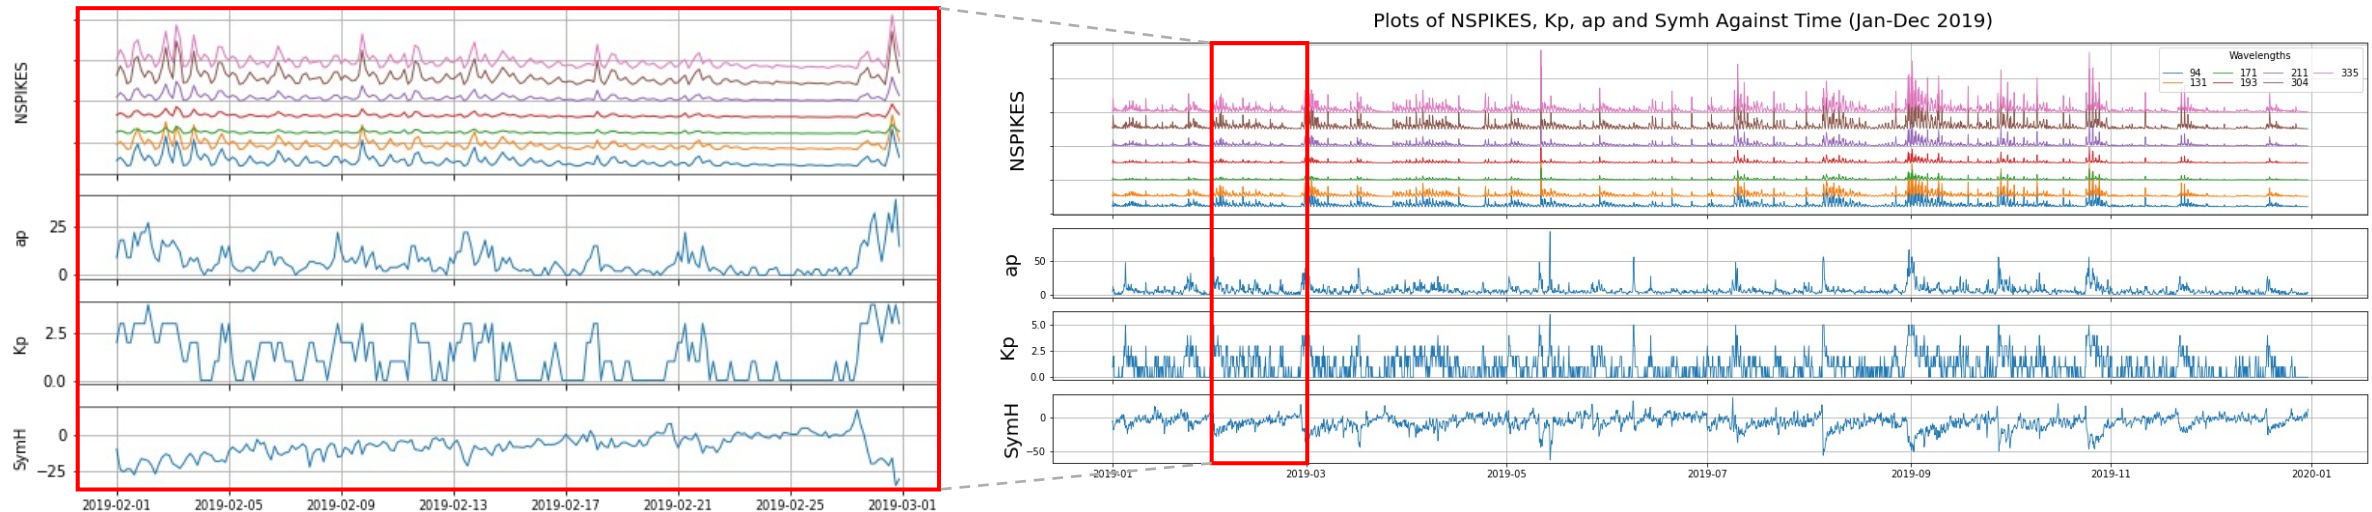 Plots of NSPIKES, Kp, ap and Symh Against Time (Jan-Dec 2019)
NSPIKES
ap
25
0
Kp
2.5
0.0
SymH
0
−25
2019-02-01 2019-02-05 2019-02-09 2019-02-13 2019-02-17 2019-02-21 2019-02-25 2019-03-01
NSPIKES
Wavelengths
94 171 211 335
131 193 304
ap
50
0
Kp
5.0
2.5
0.0
SymH
0
−50
2019-01 2019-03 2019-05 2019-07 2019-09 2019-11 2020-01